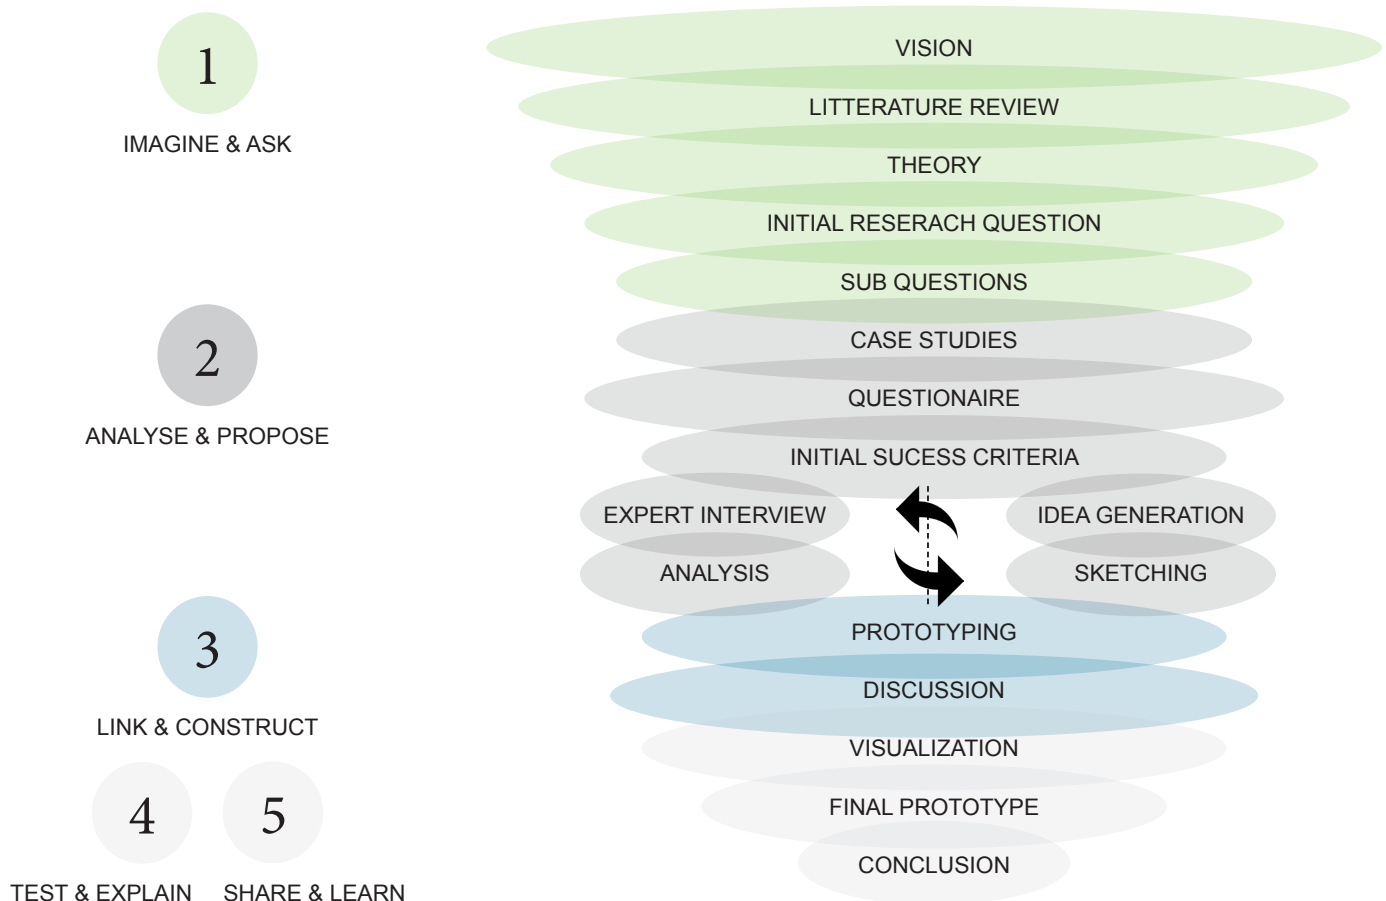 1
IMAGINE & ASK
2
ANALYSE & PROPOSE
3
LINK & CONSTRUCT
4
5
TEST & EXPLAIN
SHARE & LEARN
VISION
LITTERATURE REVIEW
THEORY
INITIAL RESERACH QUESTION
SUB QUESTIONS
CASE STUDIES
QUESTIONAIRE
INITIAL SUCESS CRITERIA
EXPERT INTERVIEW
IDEA GENERATION
ANALYSIS
SKETCHING
PROTOTYPING
DISCUSSION
VISUALIZATION
FINAL PROTOTYPE
CONCLUSION